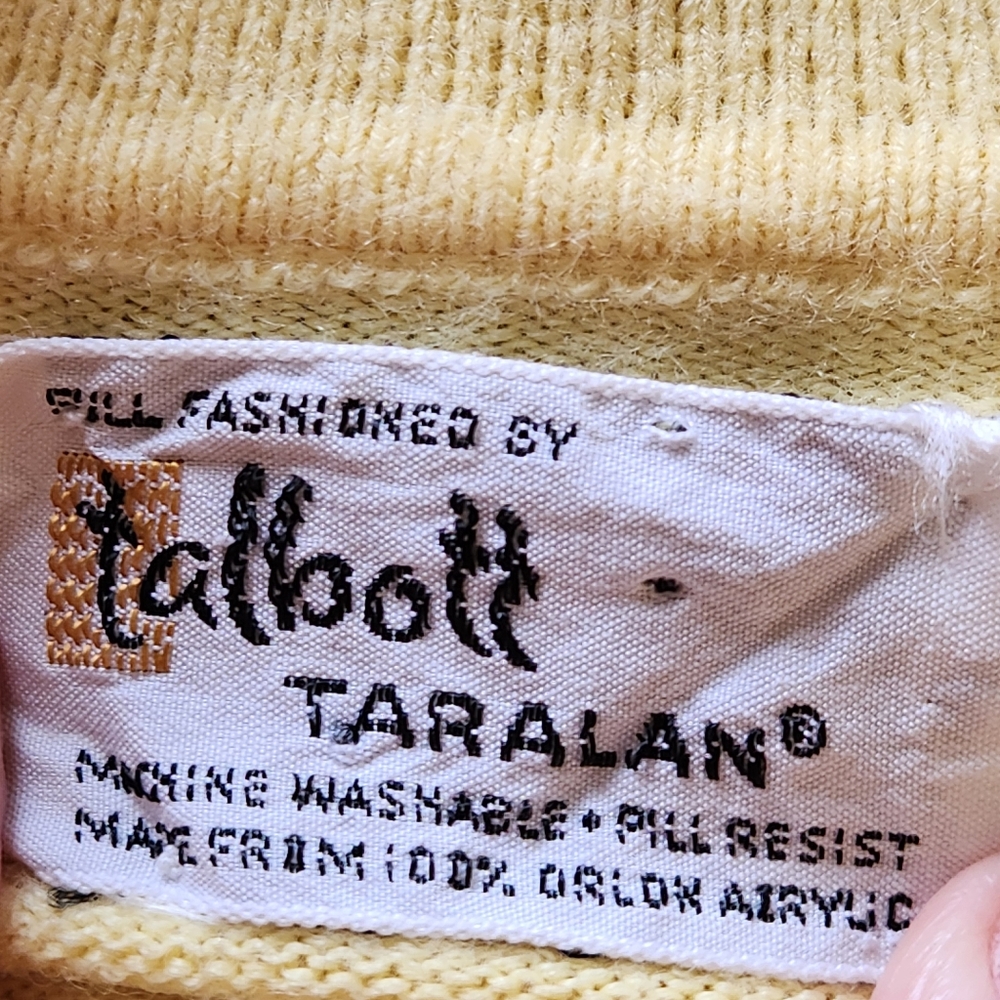 FULL FASHIONED BY
talbott
TARALAN®
MACHINE WASHABLE • PILL RESIST
MADE FROM 100% ORLON ACRYLIC